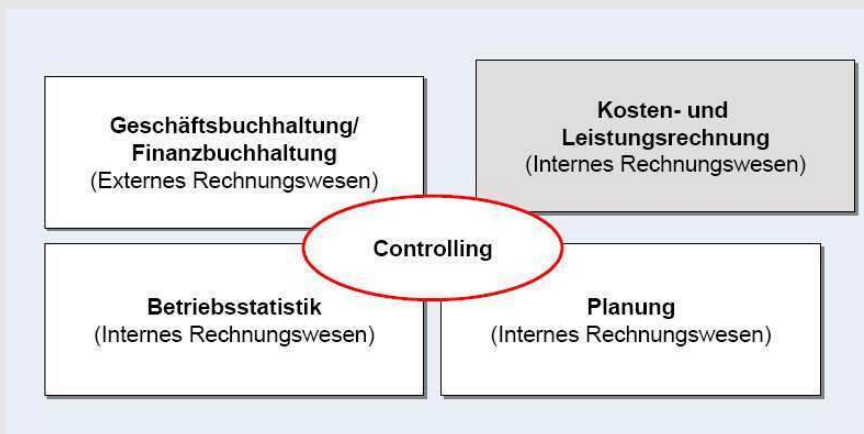 Geschäftsbuchhaltung/
Finanzbuchhaltung
(Externes Rechnungswesen)
Kosten- und
Leistungsrechnung
(Internes Rechnungswesen)
Controlling
Betriebsstatistik
(Internes Rechnungswesen)
Planung
(Internes Rechnungswesen)